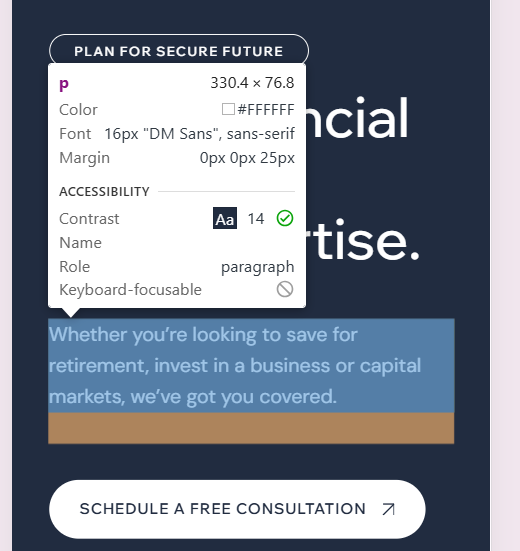 PLAN FOR SECURE FUTURE
p 330.4 × 76.8
Color #FFFFFF
Font 16px "DM Sans", sans-serif
Margin 0px 0px 25px
ACCESSIBILITY
Contrast Aa 14
Name
Role paragraph
Keyboard-focusable
ncial
rtise.
Whether you’re looking to save for
retirement, invest in a business or capital
markets, we’ve got you covered.
SCHEDULE A FREE CONSULTATION